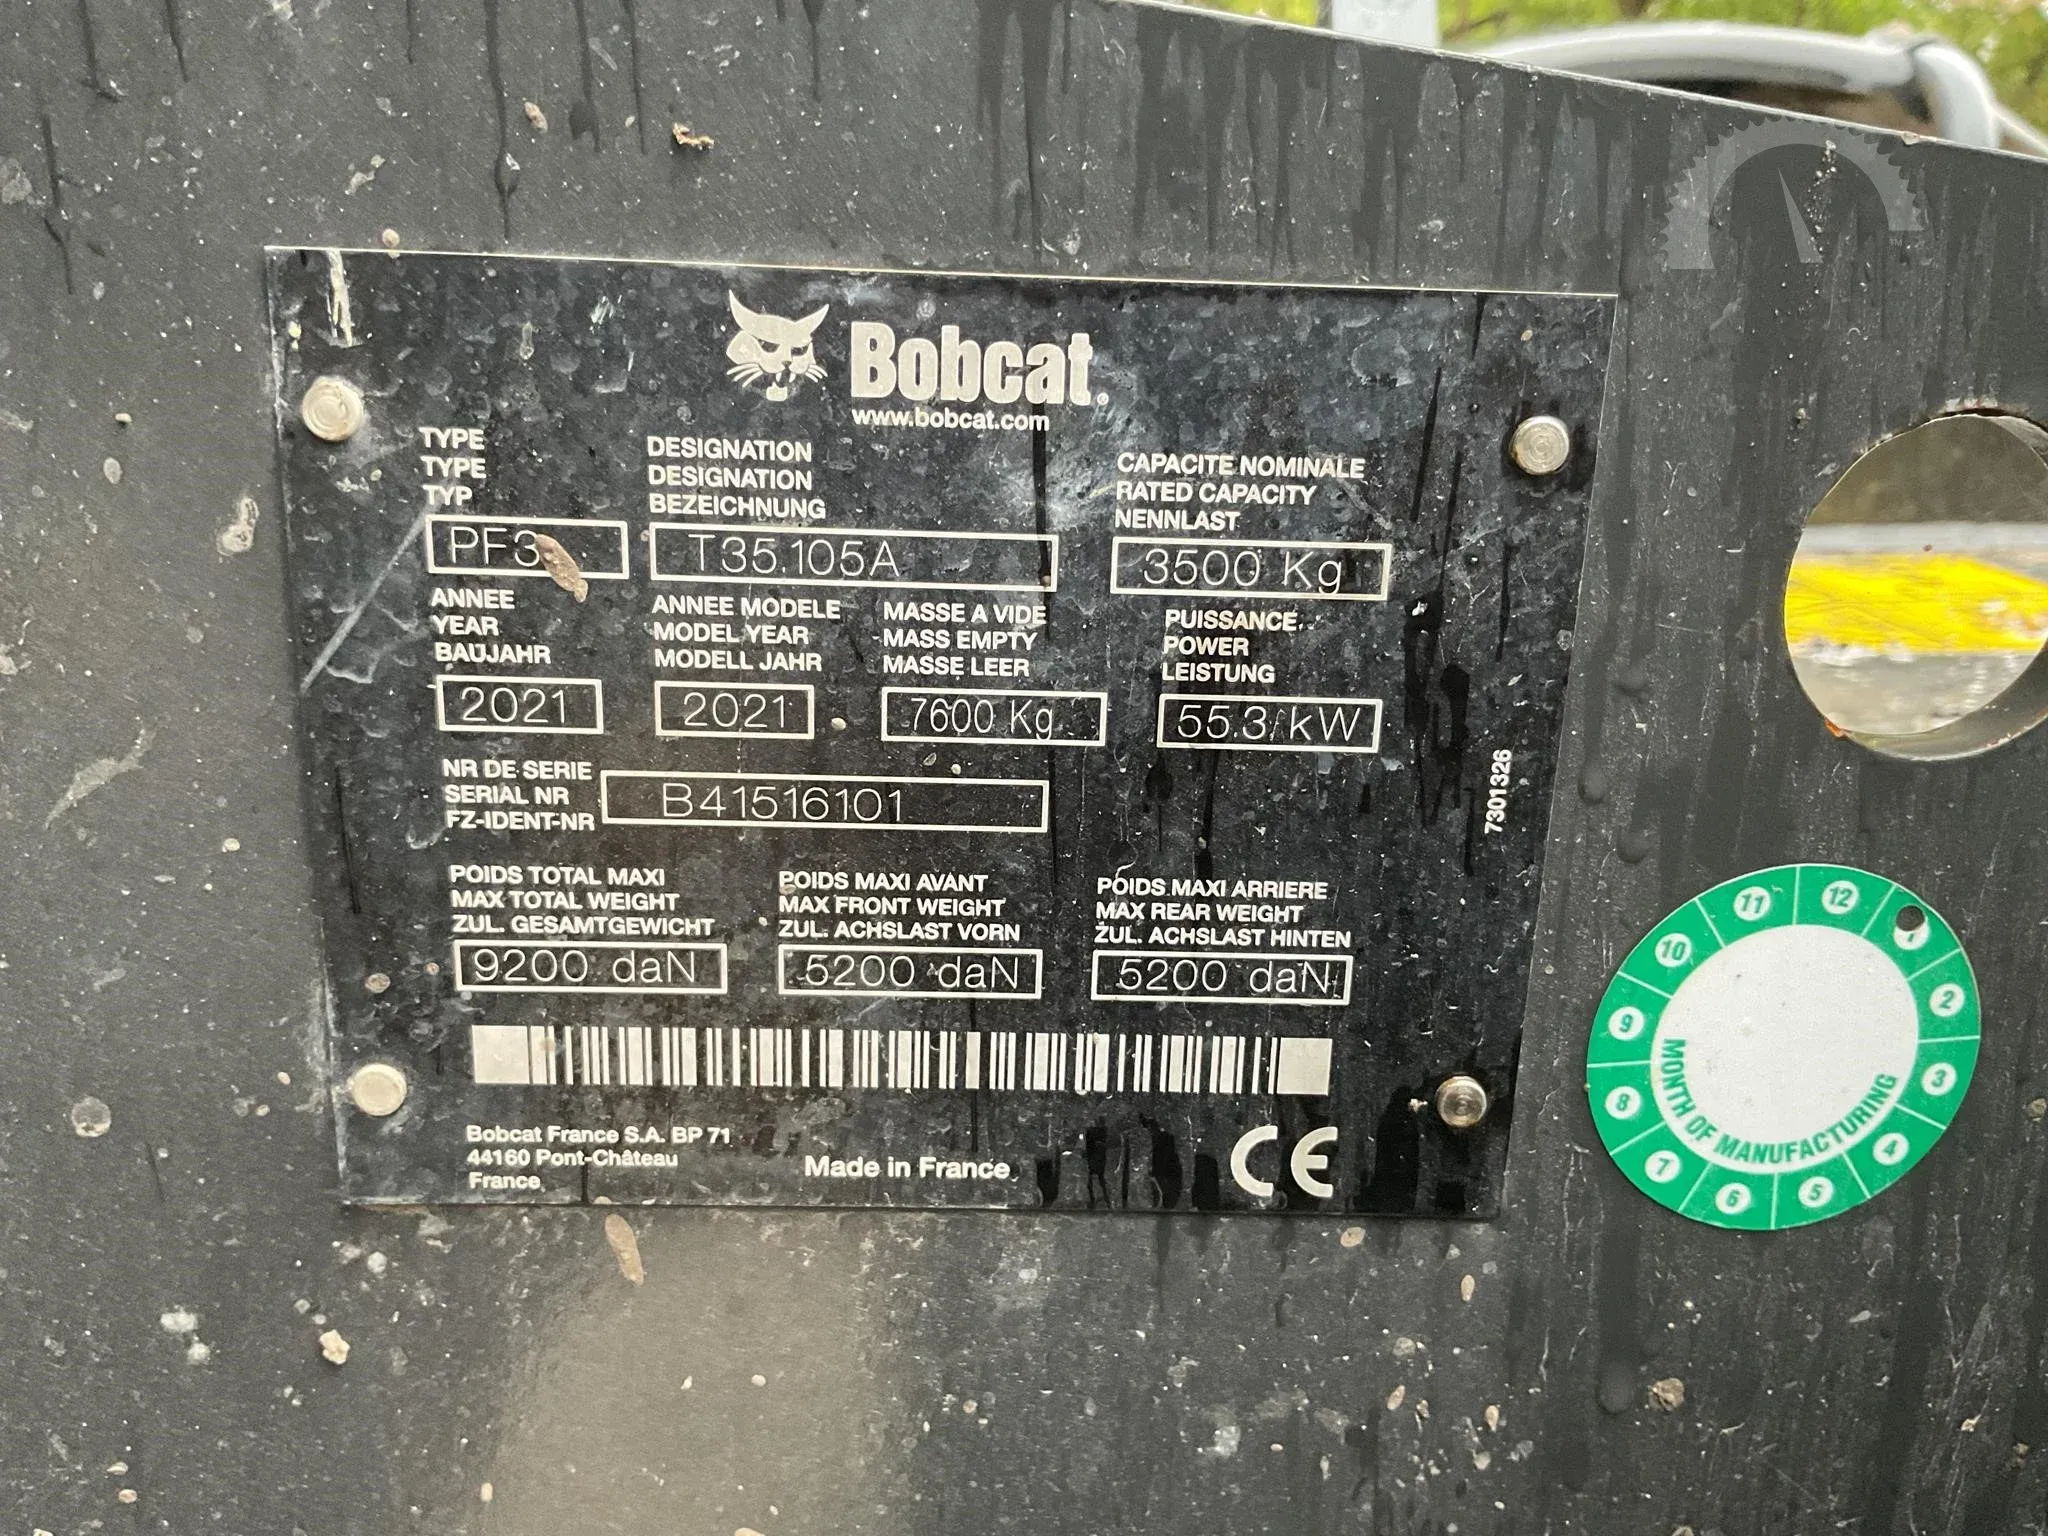 Bobcat®
www.bobcat.com
TYPE
TYPE
TYP
PF3
DESIGNATION
DESIGNATION
BEZEICHNUNG
T35.105A
CAPACITE NOMINALE
RATED CAPACITY
NENNLAST
3500 Kg
ANNEE
YEAR
BAUJAHR
2021
ANNEE MODELE
MODEL YEAR
MODELL JAHR
2021
MASSE A VIDE
MASS EMPTY
MASSE LEER
7600 Kg
PUISSANCE
POWER
LEISTUNG
55.3/kW
NR DE SERIE
SERIAL NR
FZ-IDENT-NR
B41516101
7301326
POIDS TOTAL MAXI
MAX TOTAL WEIGHT
ZUL. GESAMTGEWICHT
9200 daN
POIDS MAXI AVANT
MAX FRONT WEIGHT
ZUL. ACHSLAST VORN
5200 daN
POIDS MAXI ARRIERE
MAX REAR WEIGHT
ZUL. ACHSLAST HINTEN
5200 daN
Bobcat France S.A. BP 71
44160 Pont-Château
France
Made in France
CE
1
2
3
4
5
6
7
8
9
10
11
12
MONTH OF MANUFACTURING
TM